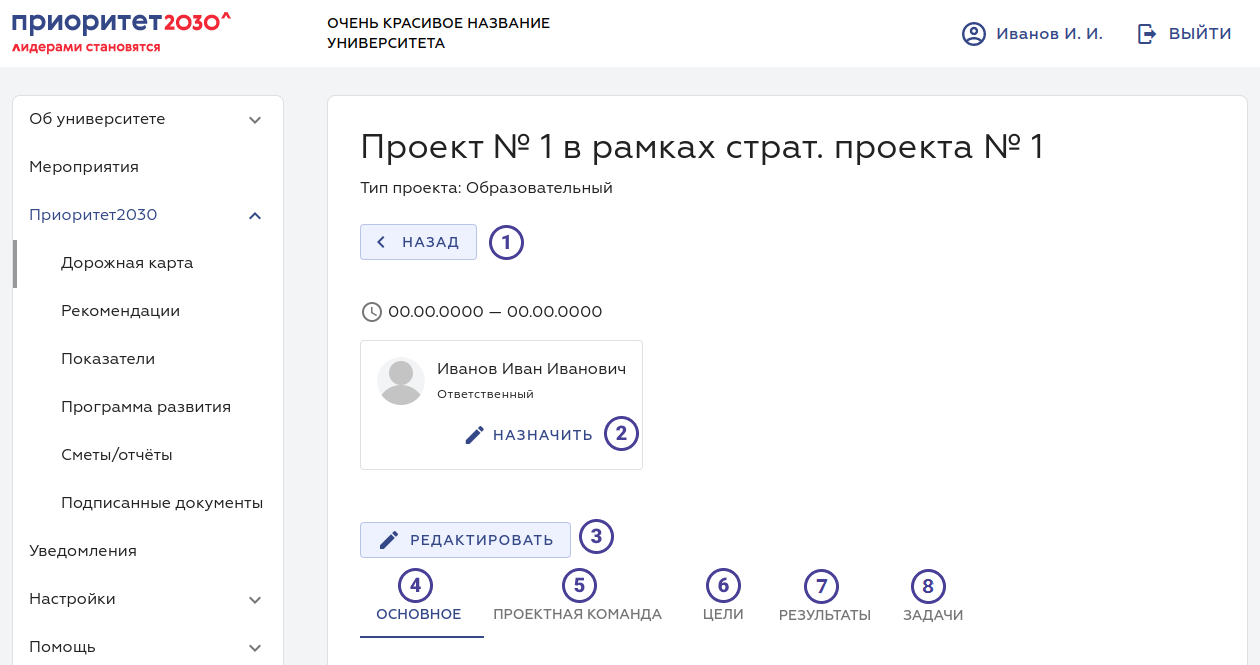 приоритет2030^
лидерами становятся
ОЧЕНЬ КРАСИВОЕ НАЗВАНИЕ
УНИВЕРСИТЕТА
Иванов И. И.
ВЫЙТИ
Об университете
Мероприятия
Приоритет2030
Дорожная карта
Рекомендации
Показатели
Программа развития
Сметы/отчёты
Подписанные документы
Уведомления
Настройки
Помощь
Проект № 1 в рамках страт. проекта № 1
Тип проекта: Образовательный
НАЗАД 1
00.00.0000 — 00.00.0000
Иванов Иван Иванович
Ответственный
НАЗНАЧИТЬ 2
РЕДАКТИРОВАТЬ 3
4 5 6 7 8
ОСНОВНОЕ ПРОЕКТНАЯ КОМАНДА ЦЕЛИ РЕЗУЛЬТАТЫ ЗАДАЧИ